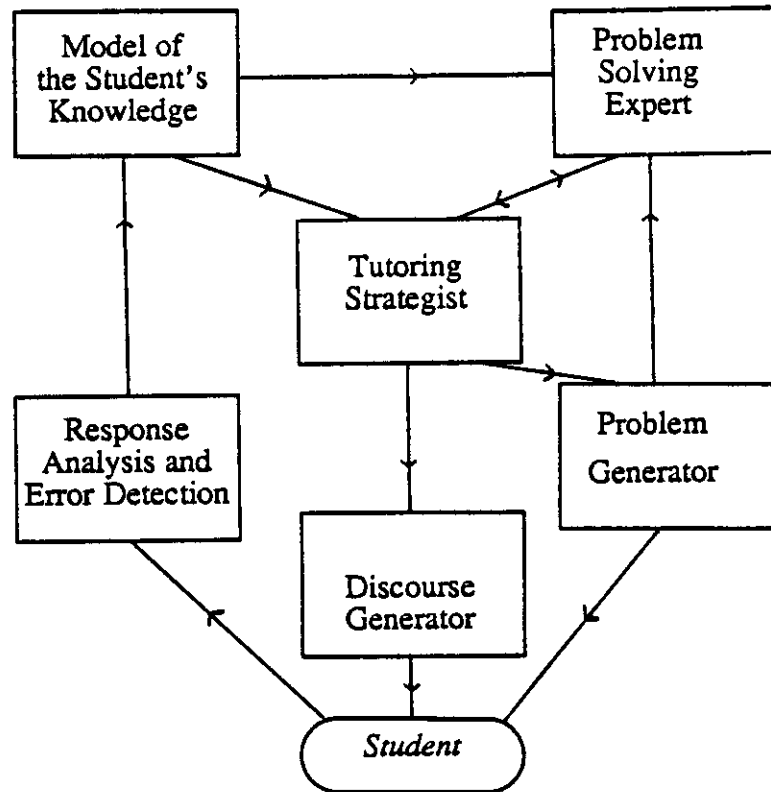 Model of
the Student's
Knowledge
Problem
Solving
Expert
Tutoring
Strategist
Response
Analysis and
Error Detection
Problem
Generator
Discourse
Generator
Student